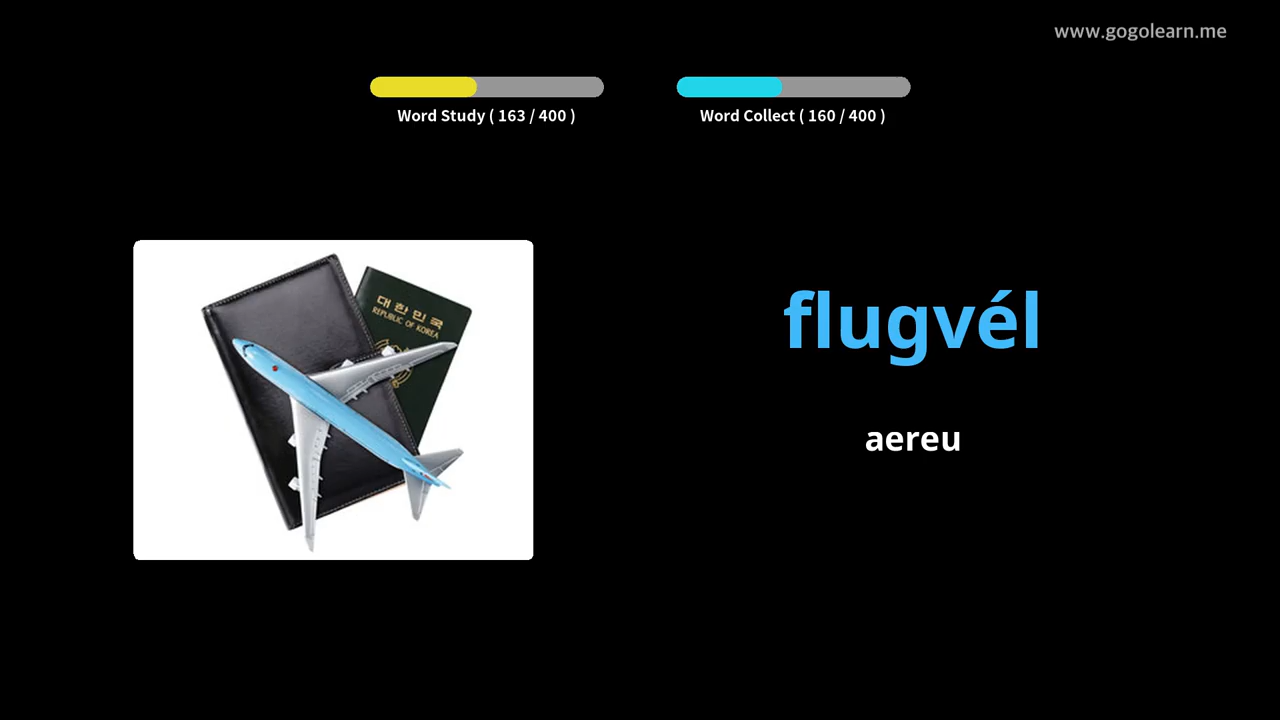 www.gogolearn.me
Word Study ( 163 / 400 )
Word Collect ( 160 / 400 )
대한민국
REPUBLIC OF KOREA
flugvél
aereu